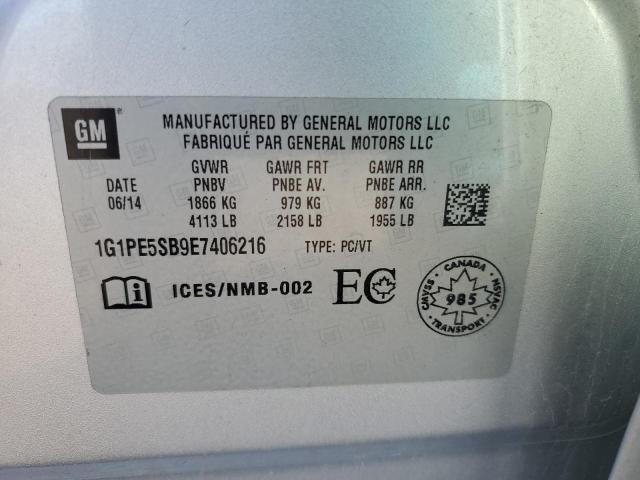 GM
MANUFACTURED BY GENERAL MOTORS LLC
FABRIQUÉ PAR GENERAL MOTORS LLC
GVWR GAWR FRT GAWR RR
DATE PNBV PNBE AV. PNBE ARR.
06/14 1866 KG 979 KG 887 KG
4113 LB 2158 LB 1955 LB
1G1PE5SB9E7406216 TYPE: PC/VT
ICES/NMB-002 EC
CANADA
CMVSS 985 NSVAC
TRANSPORT